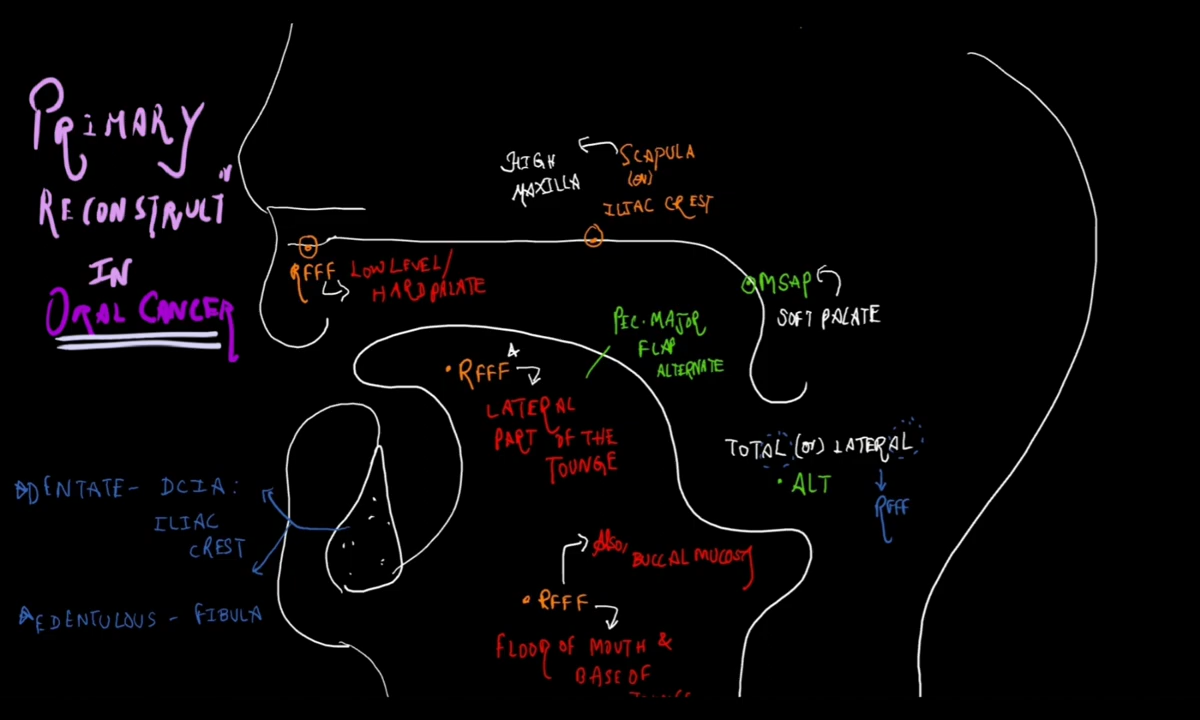 PRIMARY
RECONSTRUCT n
IN
ORAL CANCER
HIGH
MAXILLA
SCAPULA
(OR)
ILIAC CREST
RFFF
LOW LEVEL/
HARD PALATE
MSAP
SOFT PALATE
PEC. MAJOR
FLAP
ALTERNATE
• RFFF
LATERAL
PART OF THE
TOUNGE
TOTAL (OR) LATERAL
• ALT
RFFF
DENTATE - DCIA:
ILIAC
CREST
EDENTULOUS - FIBULA
ALSO,
BUCCAL MUCOSA
• RFFF
FLOOR OF MOUTH &
BASE OF